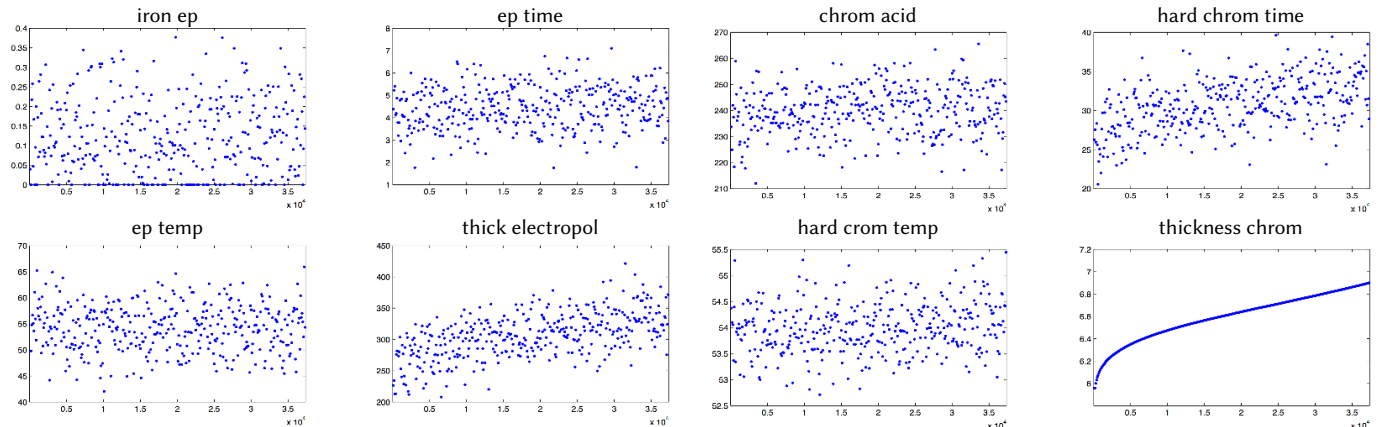 iron ep
0.4
0.35
0.3
0.25
0.2
0.15
0.1
0.05
0
0.5 1 1.5 2 2.5 3 3.5
x 10⁴
ep time
8
7
6
5
4
3
2
1
0.5 1 1.5 2 2.5 3 3.5
x 10⁴
chrom acid
270
260
250
240
230
220
210
0.5 1 1.5 2 2.5 3 3.5
x 10⁴
hard chrom time
40
35
30
25
20
0.5 1 1.5 2 2.5 3 3.5
x 10⁴
ep temp
70
65
60
55
50
45
40
0.5 1 1.5 2 2.5 3 3.5
x 10⁴
thick electropol
450
400
350
300
250
200
0.5 1 1.5 2 2.5 3 3.5
x 10⁴
hard crom temp
55.5
55
54.5
54
53.5
53
52.5
0.5 1 1.5 2 2.5 3 3.5
x 10⁴
thickness chrom
7.2
7
6.8
6.6
6.4
6.2
6
0.5 1 1.5 2 2.5 3 3.5
x 10⁴